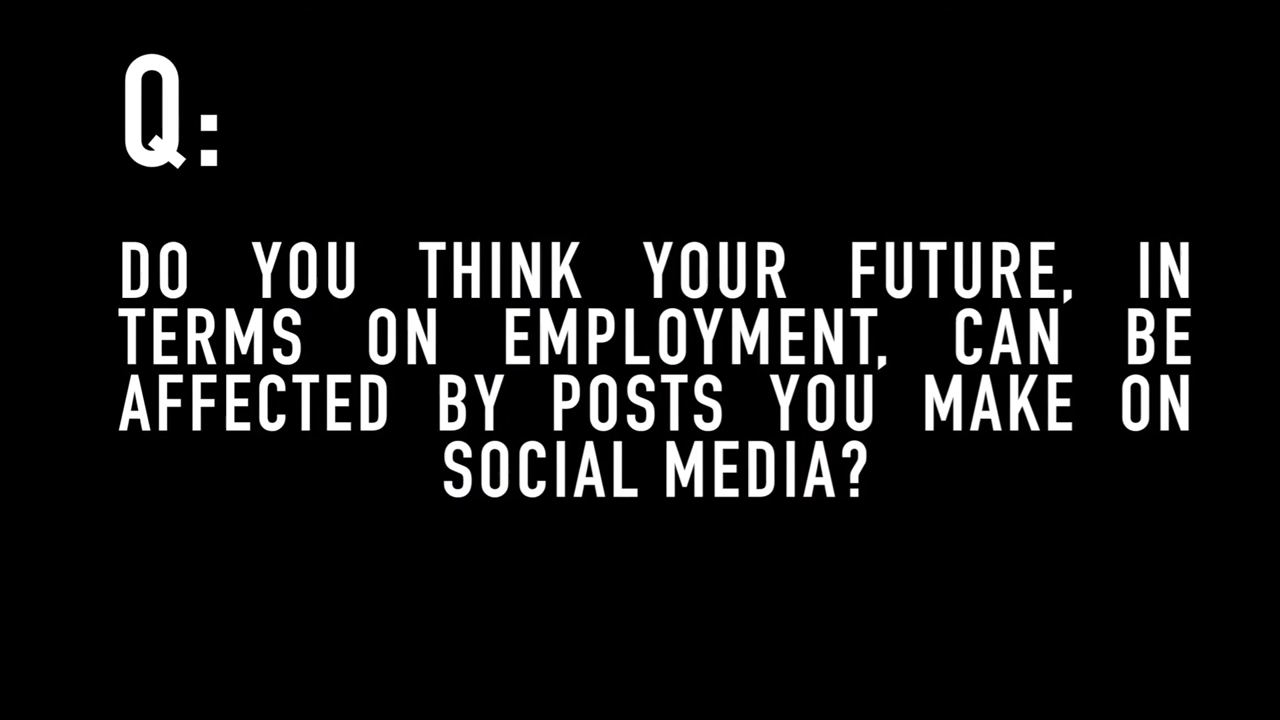 Q:
DO YOU THINK YOUR FUTURE, IN
TERMS ON EMPLOYMENT, CAN BE
AFFECTED BY POSTS YOU MAKE ON
SOCIAL MEDIA?